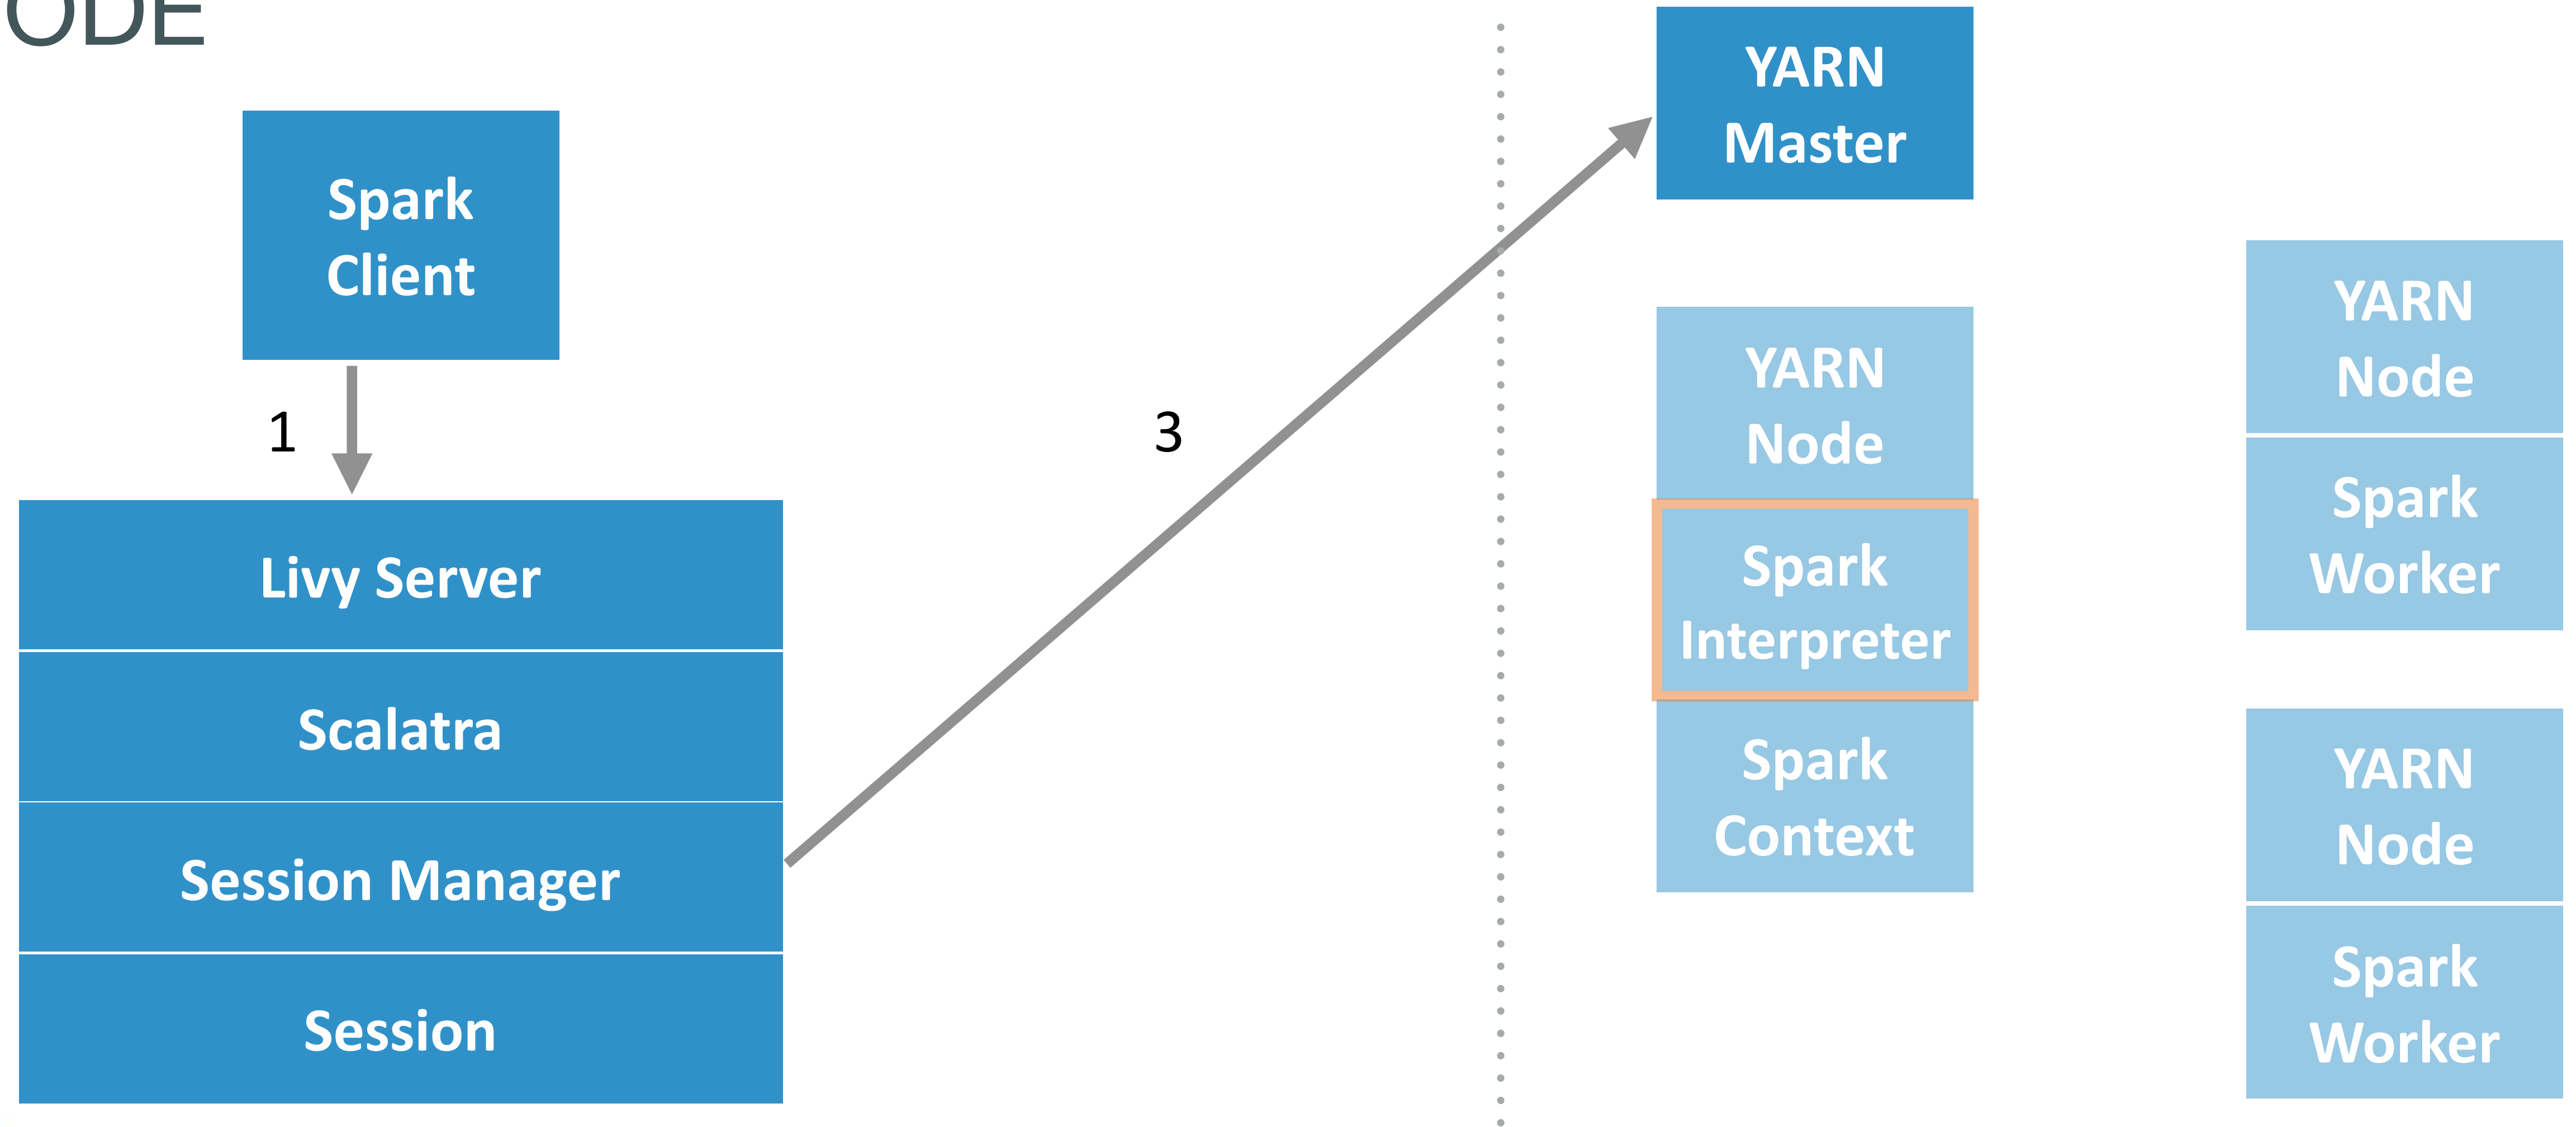 ODE
Spark
Client
1
Livy Server
Scalatra
Session Manager
Session
3
YARN
Master
YARN
Node
Spark
Interpreter
Spark
Context
YARN
Node
Spark
Worker
YARN
Node
Spark
Worker